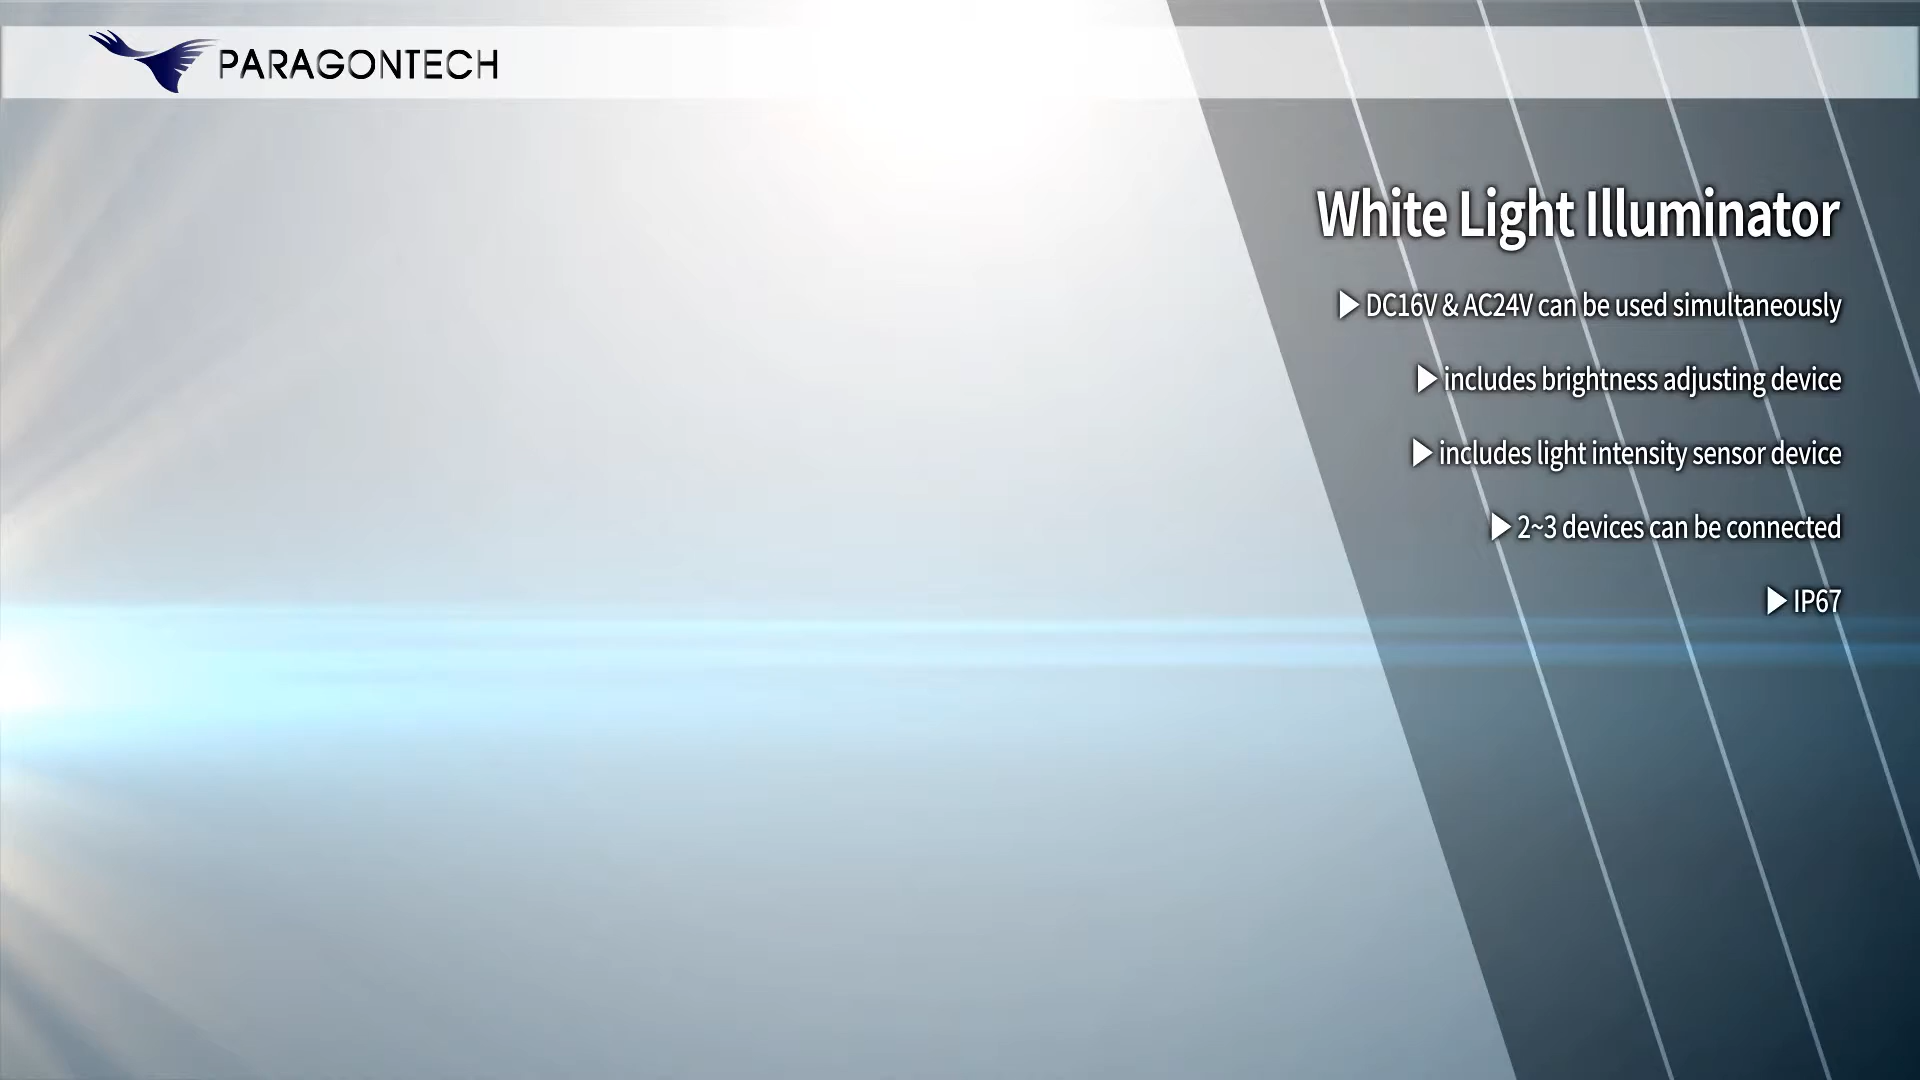 PARAGONTECH
White Light Illuminator
▶ DC16V & AC24V can be used simultaneously
▶ includes brightness adjusting device
▶ includes light intensity sensor device
▶ 2~3 devices can be connected
▶ IP67